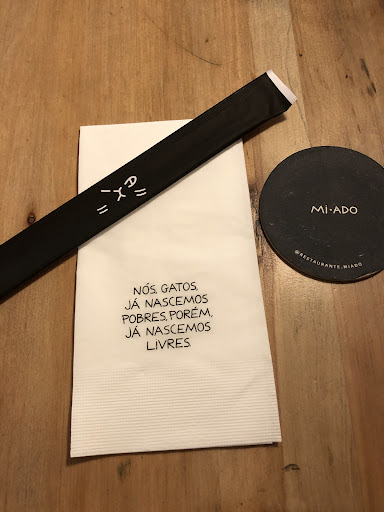 MI·ADO
@RESTAURANTE.MIADO
NÓS, GATOS,
JÁ NASCEMOS
POBRES, PORÉM,
JÁ NASCEMOS
LIVRES.